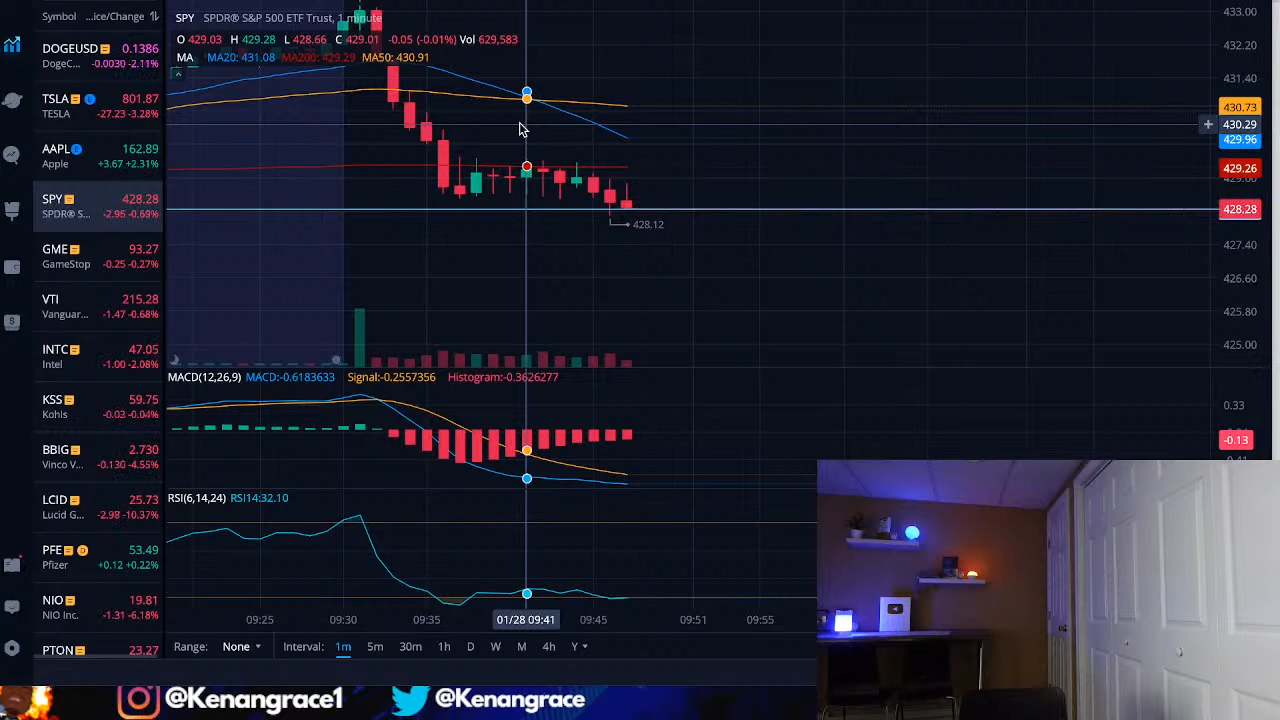 Symbol ...ice/Change
DOGEUSD 0.1386
DogeC... -0.0030 -2.11%
TSLA 801.87
TESLA -27.23 -3.28%
AAPL 162.89
Apple +3.67 +2.31%
SPY 428.28
SPDR® S... -2.95 -0.69%
GME 93.27
GameStop -0.25 -0.27%
VTI 215.28
Vanguar... -1.47 -0.68%
INTC 47.05
Intel -1.00 -2.08%
KSS 59.75
Kohls -0.03 -0.04%
BBIG 2.730
Vinco V... -0.130 -4.55%
LCID 25.73
Lucid G... -2.98 -10.37%
PFE 53.49
Pfizer +0.12 +0.22%
NIO 19.81
NIO Inc. -1.31 -6.18%
PTON 23.27
SPY SPDR® S&P 500 ETF Trust, 1 minute
O 429.03 H 429.28 L 428.66 C 429.01 -0.05 (-0.01%) Vol 629,583
MA MA20: 431.08 MA200: 429.29 MA50: 430.91
433.00
432.20
431.40
430.73
430.29
429.96
429.26
429.00
428.28
428.12
427.40
426.60
425.80
425.00
MACD(12,26,9) MACD:-0.6183633 Signal:-0.2557356 Histogram:-0.3626277
0.33
-0.13
RSI(6,14,24) RSI14:32.10
09:25 09:30 09:35 01/28 09:41 09:45 09:51 09:55
Range: None Interval: 1m 5m 30m 1h D W M 4h Y
@Kenangrace1 @Kenangrace